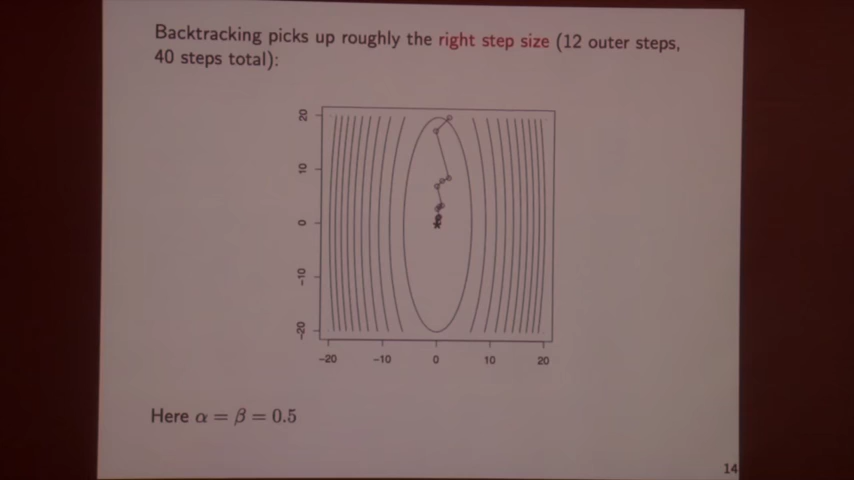 Backtracking picks up roughly the right step size (12 outer steps,
40 steps total):
20
10
0
−10
−20
−20 −10 0 10 20
Here α = β = 0.5
14